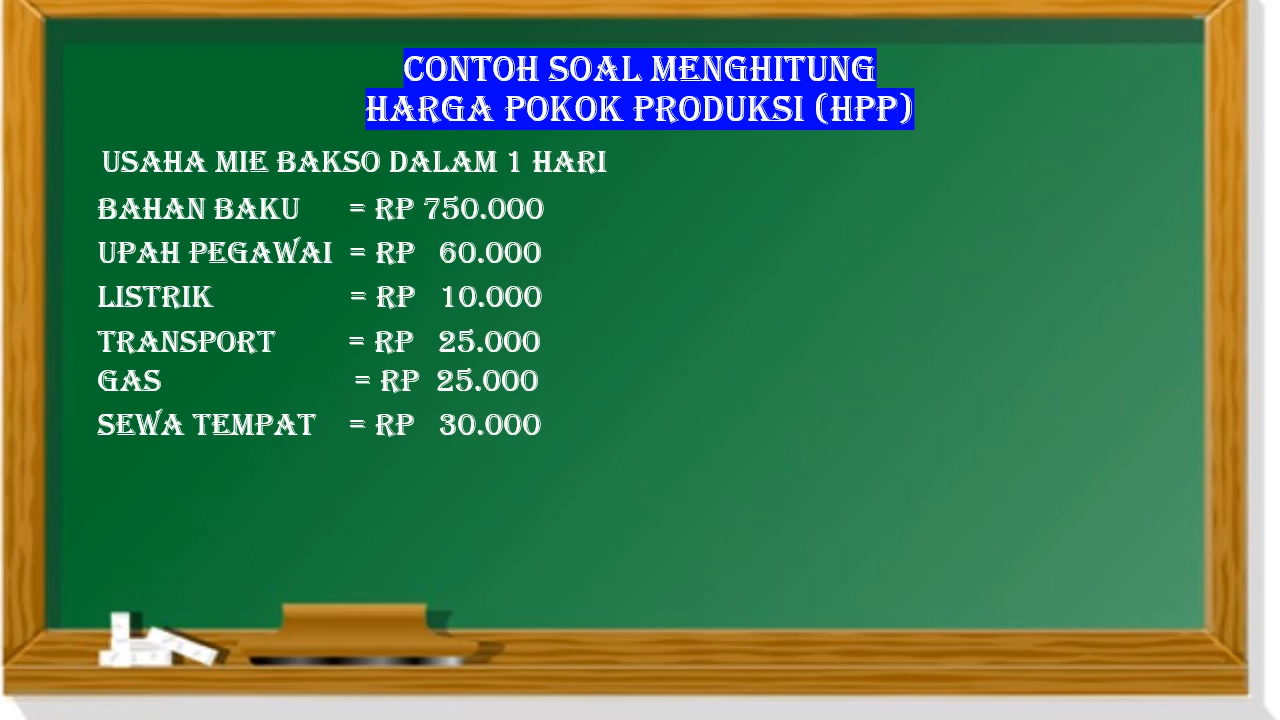 CONTOH SOAL MENGHITUNG
HARGA POKOK PRODUKSI (HPP)
USAHA MIE BAKSO DALAM 1 HARI
BAHAN BAKU = RP 750.000
UPAH PEGAWAI = RP 60.000
LISTRIK = RP 10.000
TRANSPORT = RP 25.000
GAS = RP 25.000
SEWA TEMPAT = RP 30.000